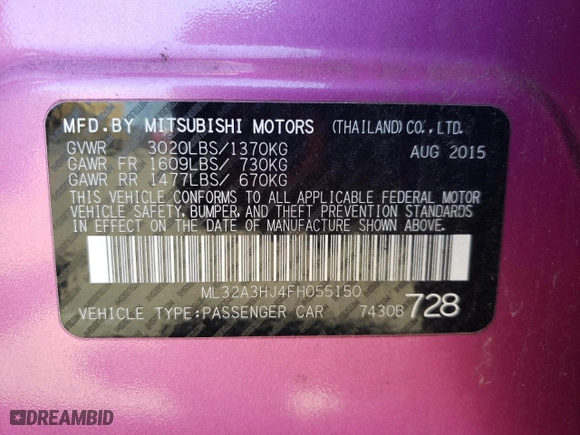 MFD.BY MITSUBISHI MOTORS (THAILAND)CO.,LTD.
GVWR 3020LBS/1370KG AUG 2015
GAWR FR 1609LBS/ 730KG
GAWR RR 1477LBS/ 670KG
THIS VEHICLE CONFORMS TO ALL APPLICABLE FEDERAL MOTOR
VEHICLE SAFETY, BUMPER, AND THEFT PREVENTION STANDARDS
IN EFFECT ON THE DATE OF MANUFACTURE SHOWN ABOVE.
ML32A3HJ4FH055150
VEHICLE TYPE:PASSENGER CAR 7430B 728
DREAMBID